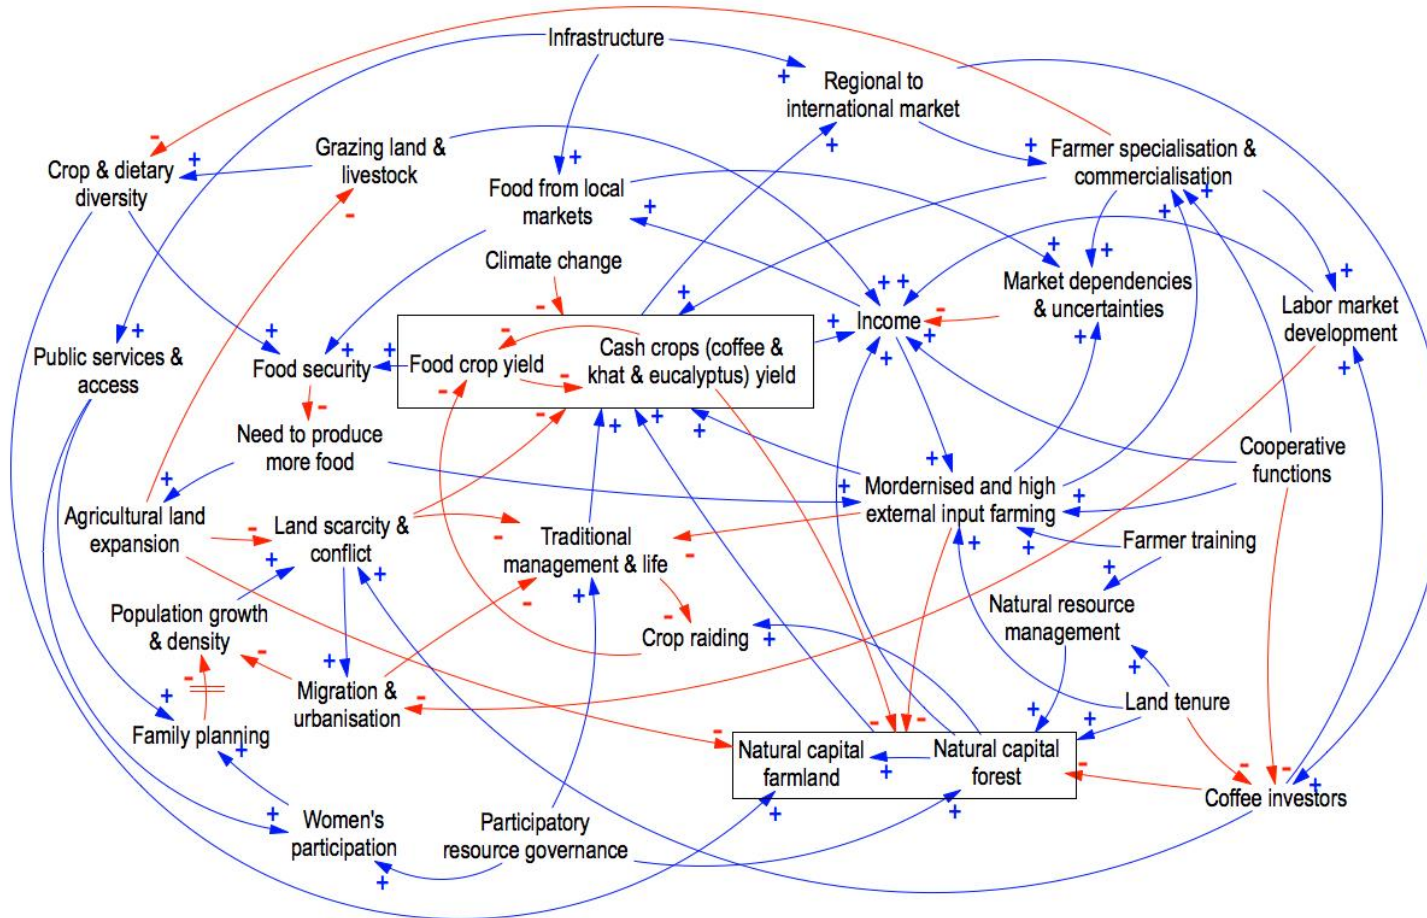 Infrastructure
Regional to
international market
Farmer specialisation &
commercialisation
Grazing land &
livestock
Crop & dietary
diversity
Food from local
markets
Climate change
Market dependencies
& uncertainties
Labor market
development
Income
Public services &
access
Food security
Food crop yield
Cash crops (coffee &
khat & eucalyptus) yield
Need to produce
more food
Cooperative
functions
Mordernised and high
external input farming
Agricultural land
expansion
Land scarcity &
conflict
Traditional
management & life
Farmer training
Population growth
& density
Crop raiding
Natural resource
management
Migration &
urbanisation
Land tenure
Family planning
Natural capital
farmland
Natural capital
forest
Coffee investors
Women's
participation
Participatory
resource governance